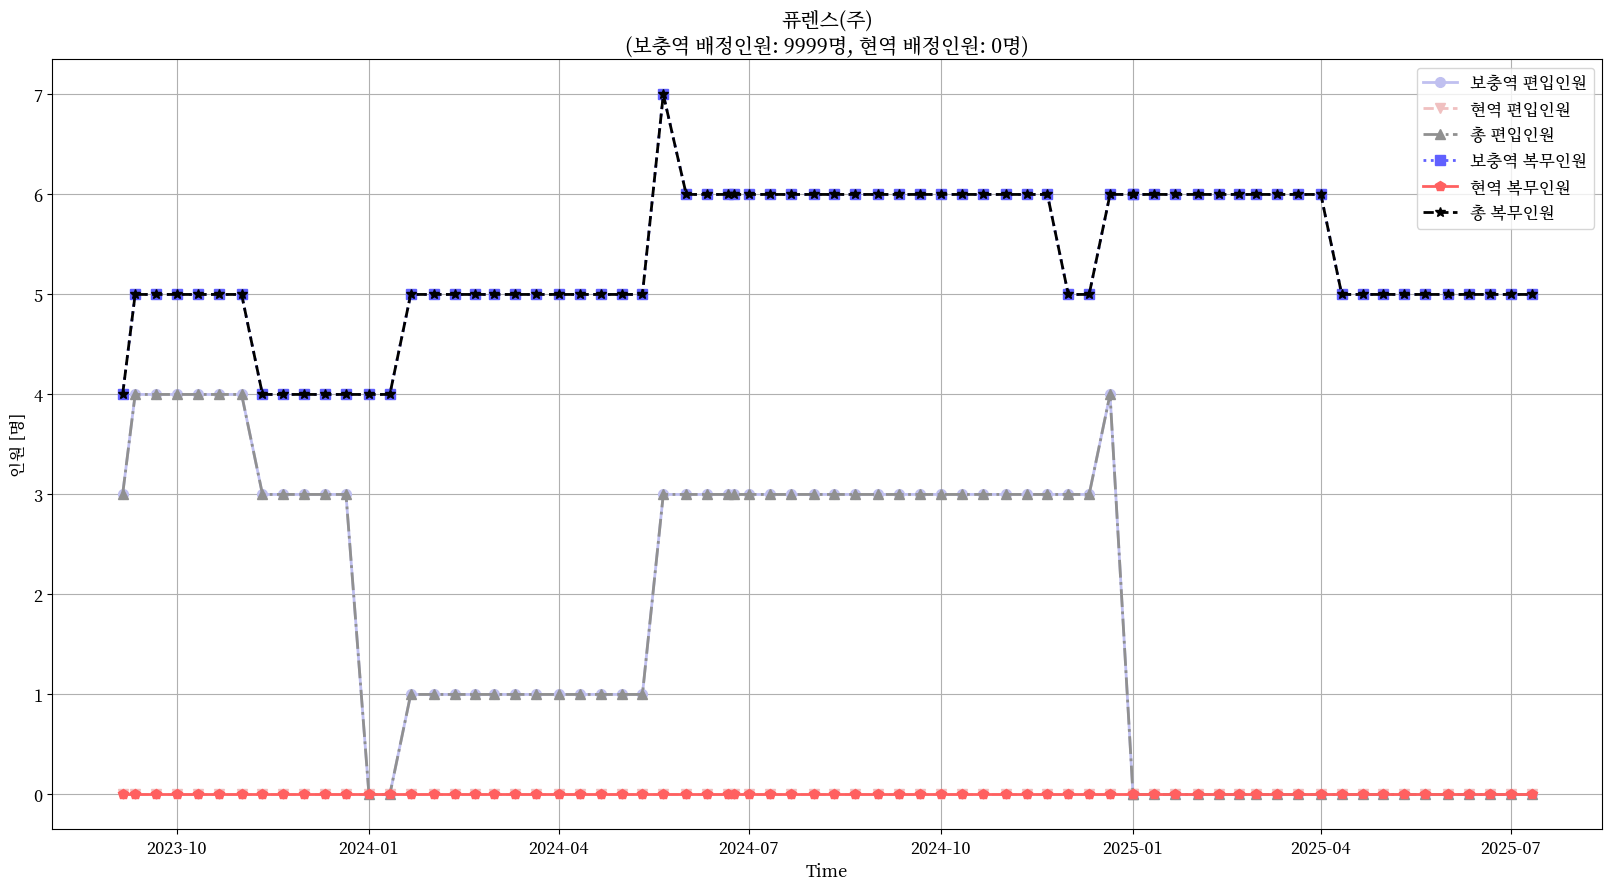 퓨렌스(주)
(보충역 배정인원: 9999명, 현역 배정인원: 0명)
보충역 편입인원
현역 편입인원
총 편입인원
보충역 복무인원
현역 복무인원
총 복무인원
인원 [명]
7
6
5
4
3
2
1
0
2023-10 2024-01 2024-04 2024-07 2024-10 2025-01 2025-04 2025-07
Time